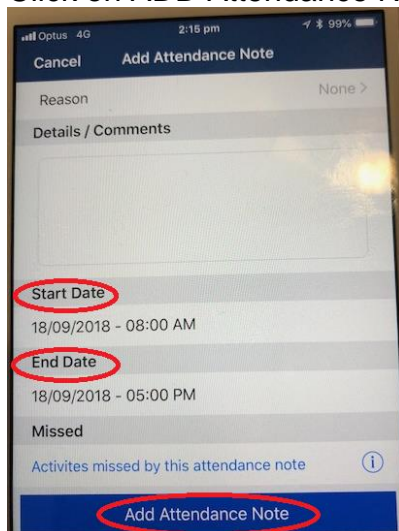 Optus 4G 2:15 pm 99%
Cancel Add Attendance Note
Reason None >
Details / Comments
Start Date
18/09/2018 - 08:00 AM
End Date
18/09/2018 - 05:00 PM
Missed
Activites missed by this attendance note
Add Attendance Note